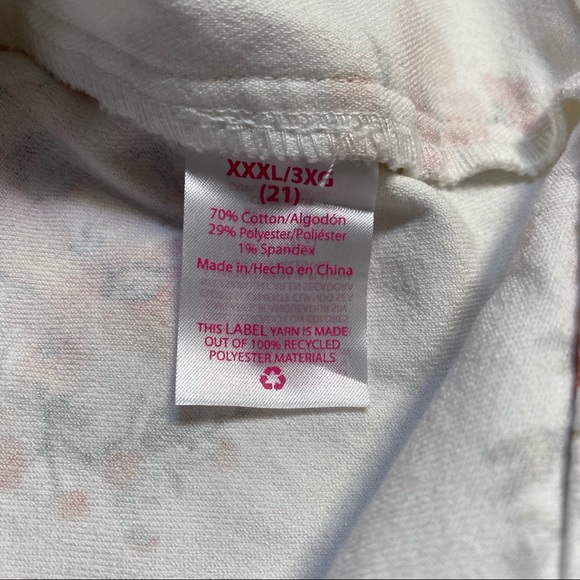 XXXL/3XG
(21)
70% Cotton/Algodón
29% Polyester/Poliéster
1% Spandex
Made in/Hecho en China
THIS LABEL YARN IS MADE
OUT OF 100% RECYCLED
POLYESTER MATERIALS